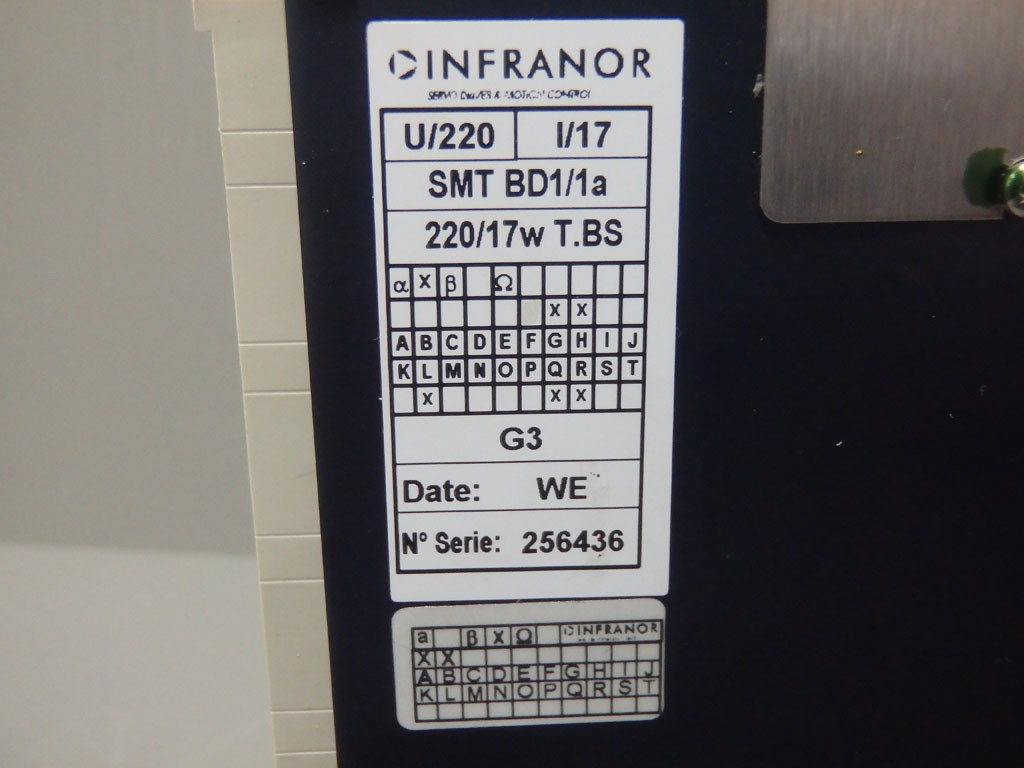 INFRANOR
SERVO DRIVES & MOTION CONTROL
U/220 I/17
SMT BD1/1a
220/17w T.BS
α X β Ω
X X
A B C D E F G H I J
K L M N O P Q R S T
X X X
G3
Date: WE
N° Serie: 256436
a β X Ω INFRANOR
X X
A B C D E F G H I J
K L M N O P Q R S T